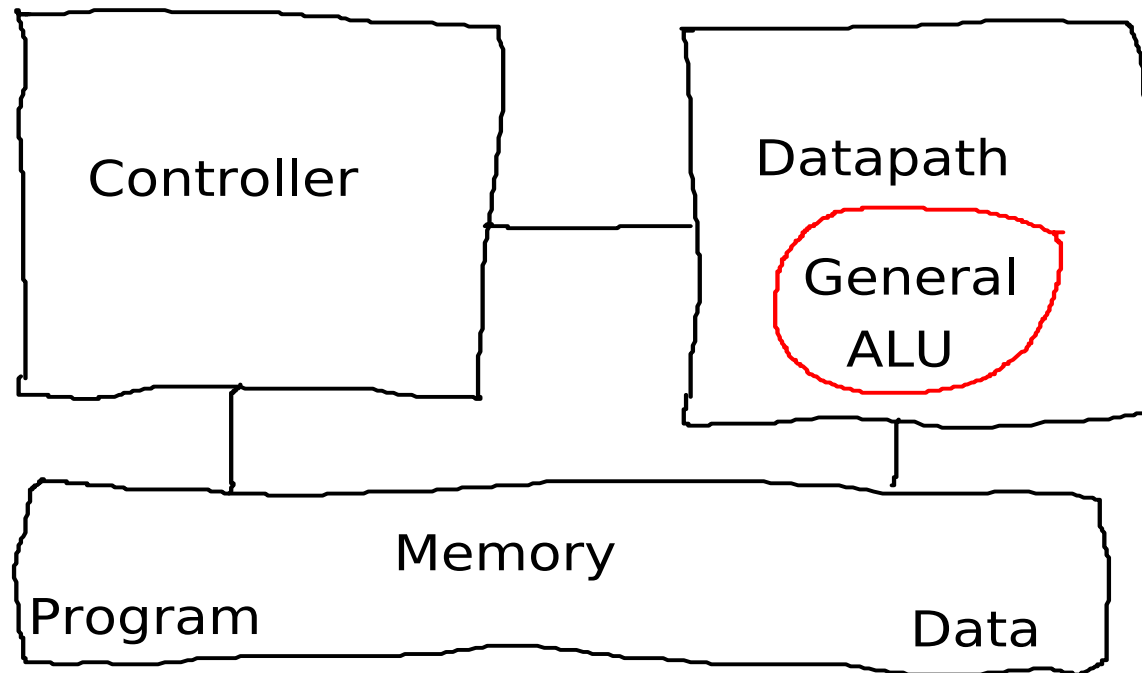 Controller
Datapath
General
ALU
Memory
Program
Data